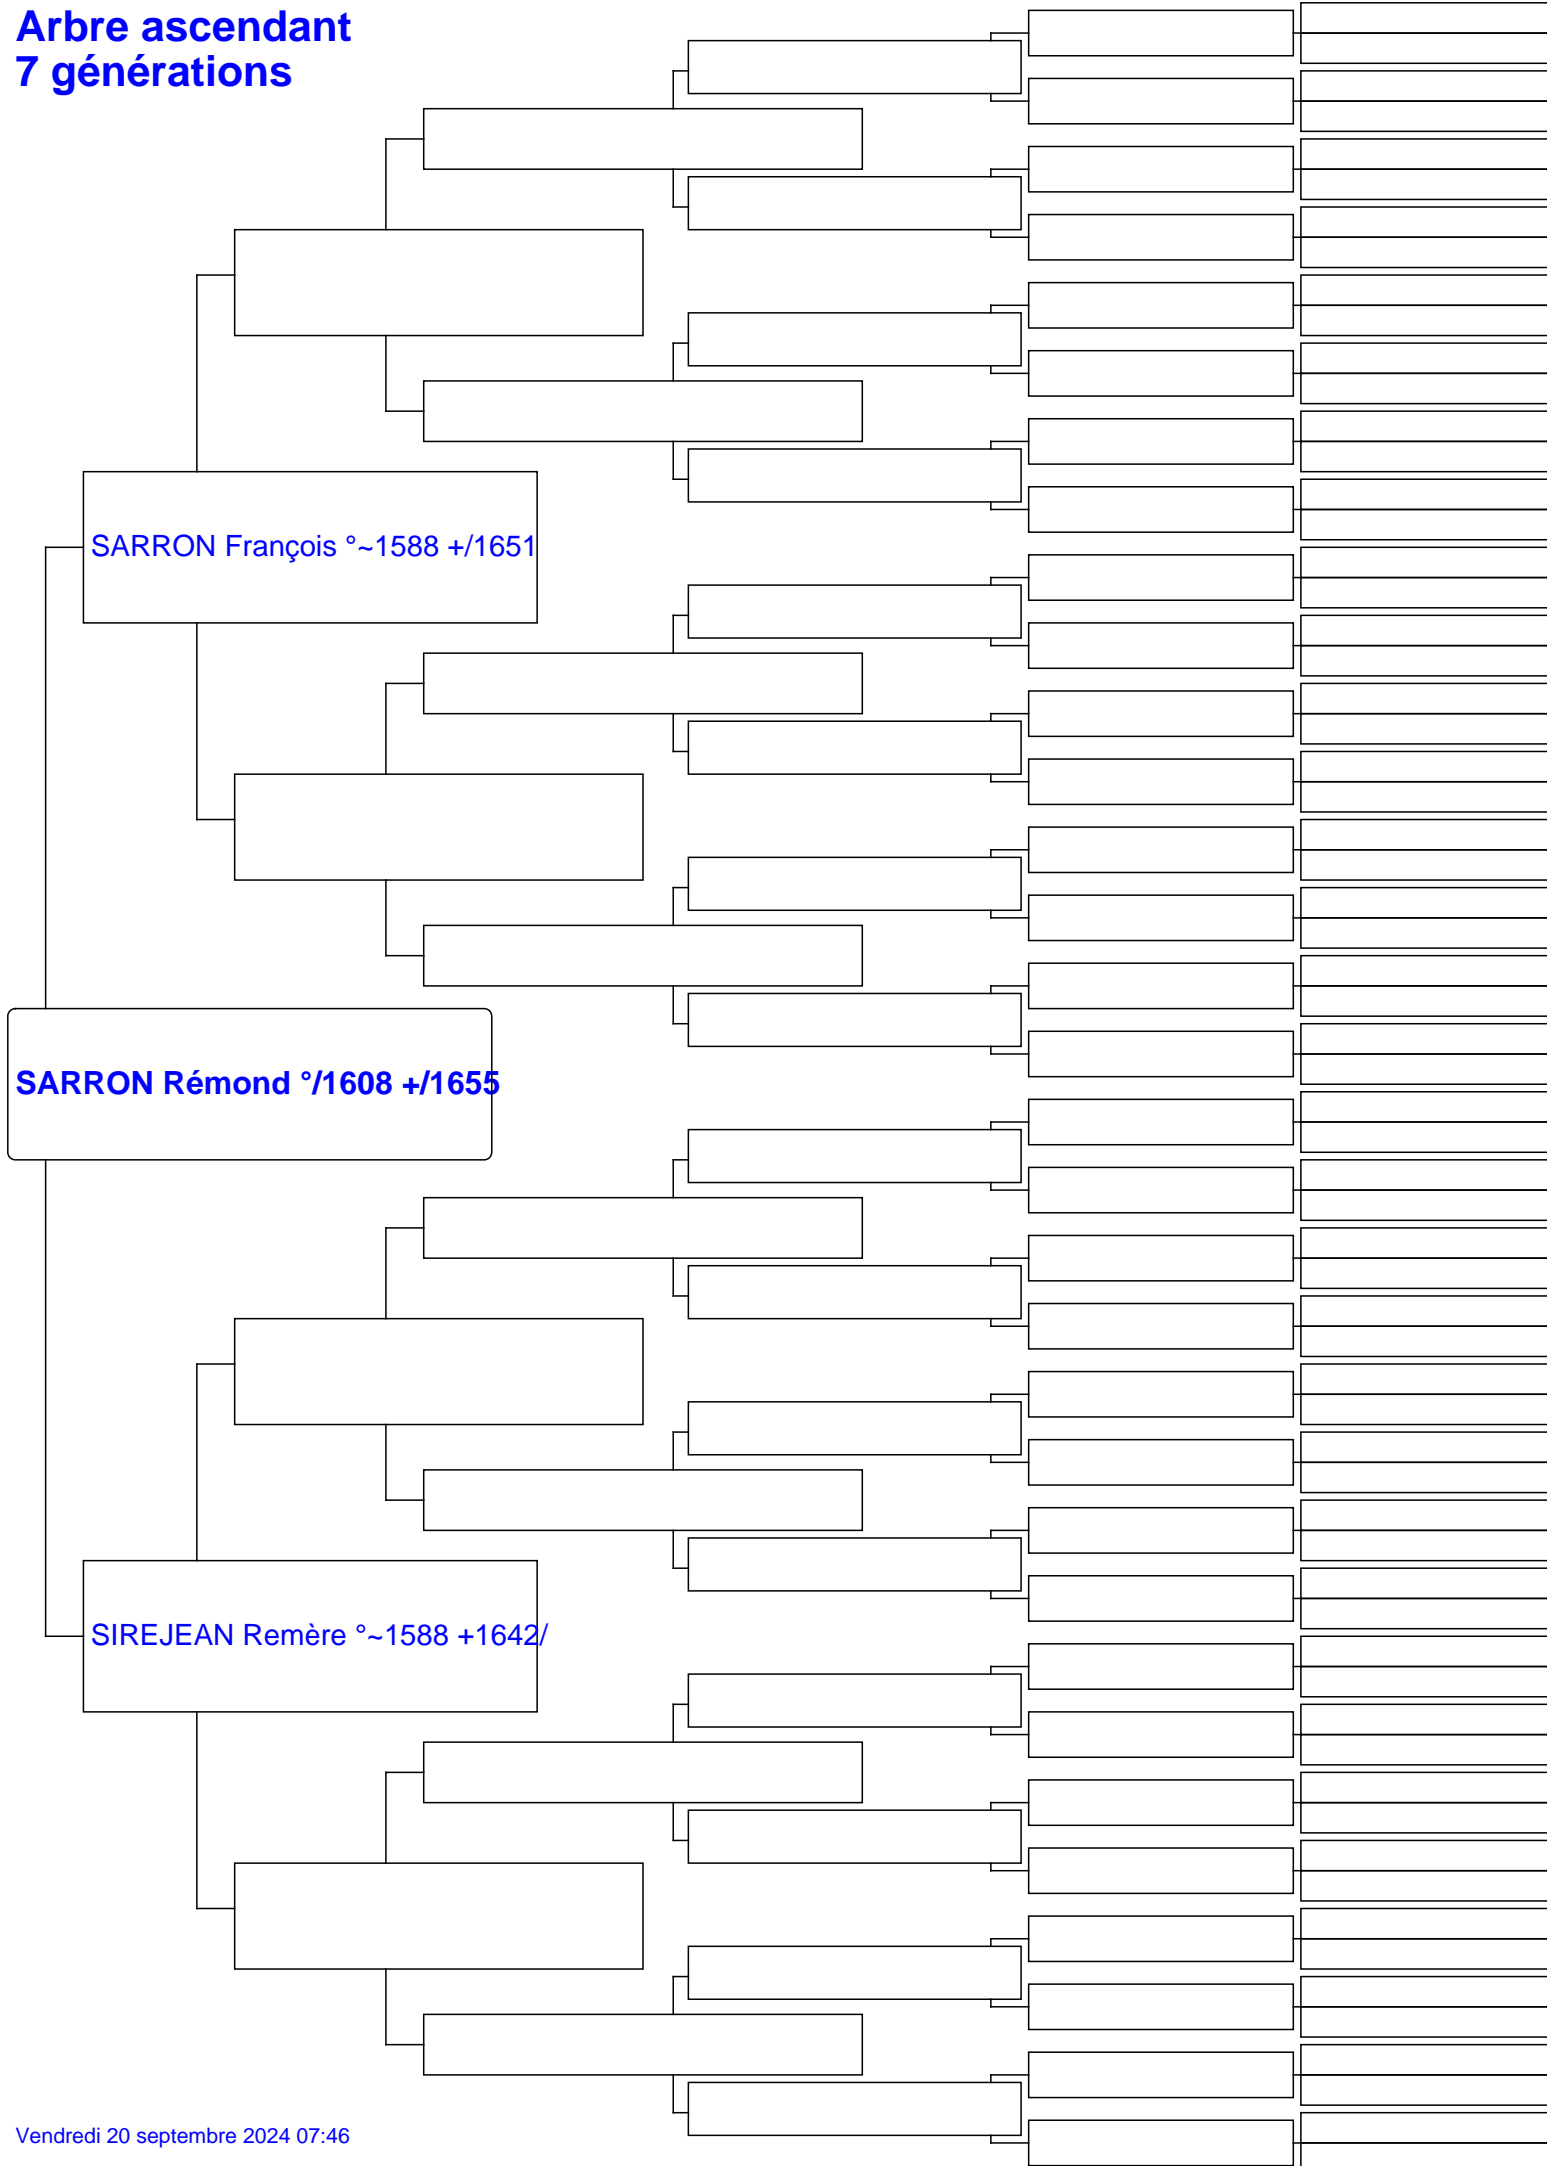 Arbre ascendant
7 générations
SARRON François °~1588 +/1651
SARRON Rémond °/1608 +/1655
SIREJEAN Remère °~1588 +1642/
Vendredi 20 septembre 2024 07:46